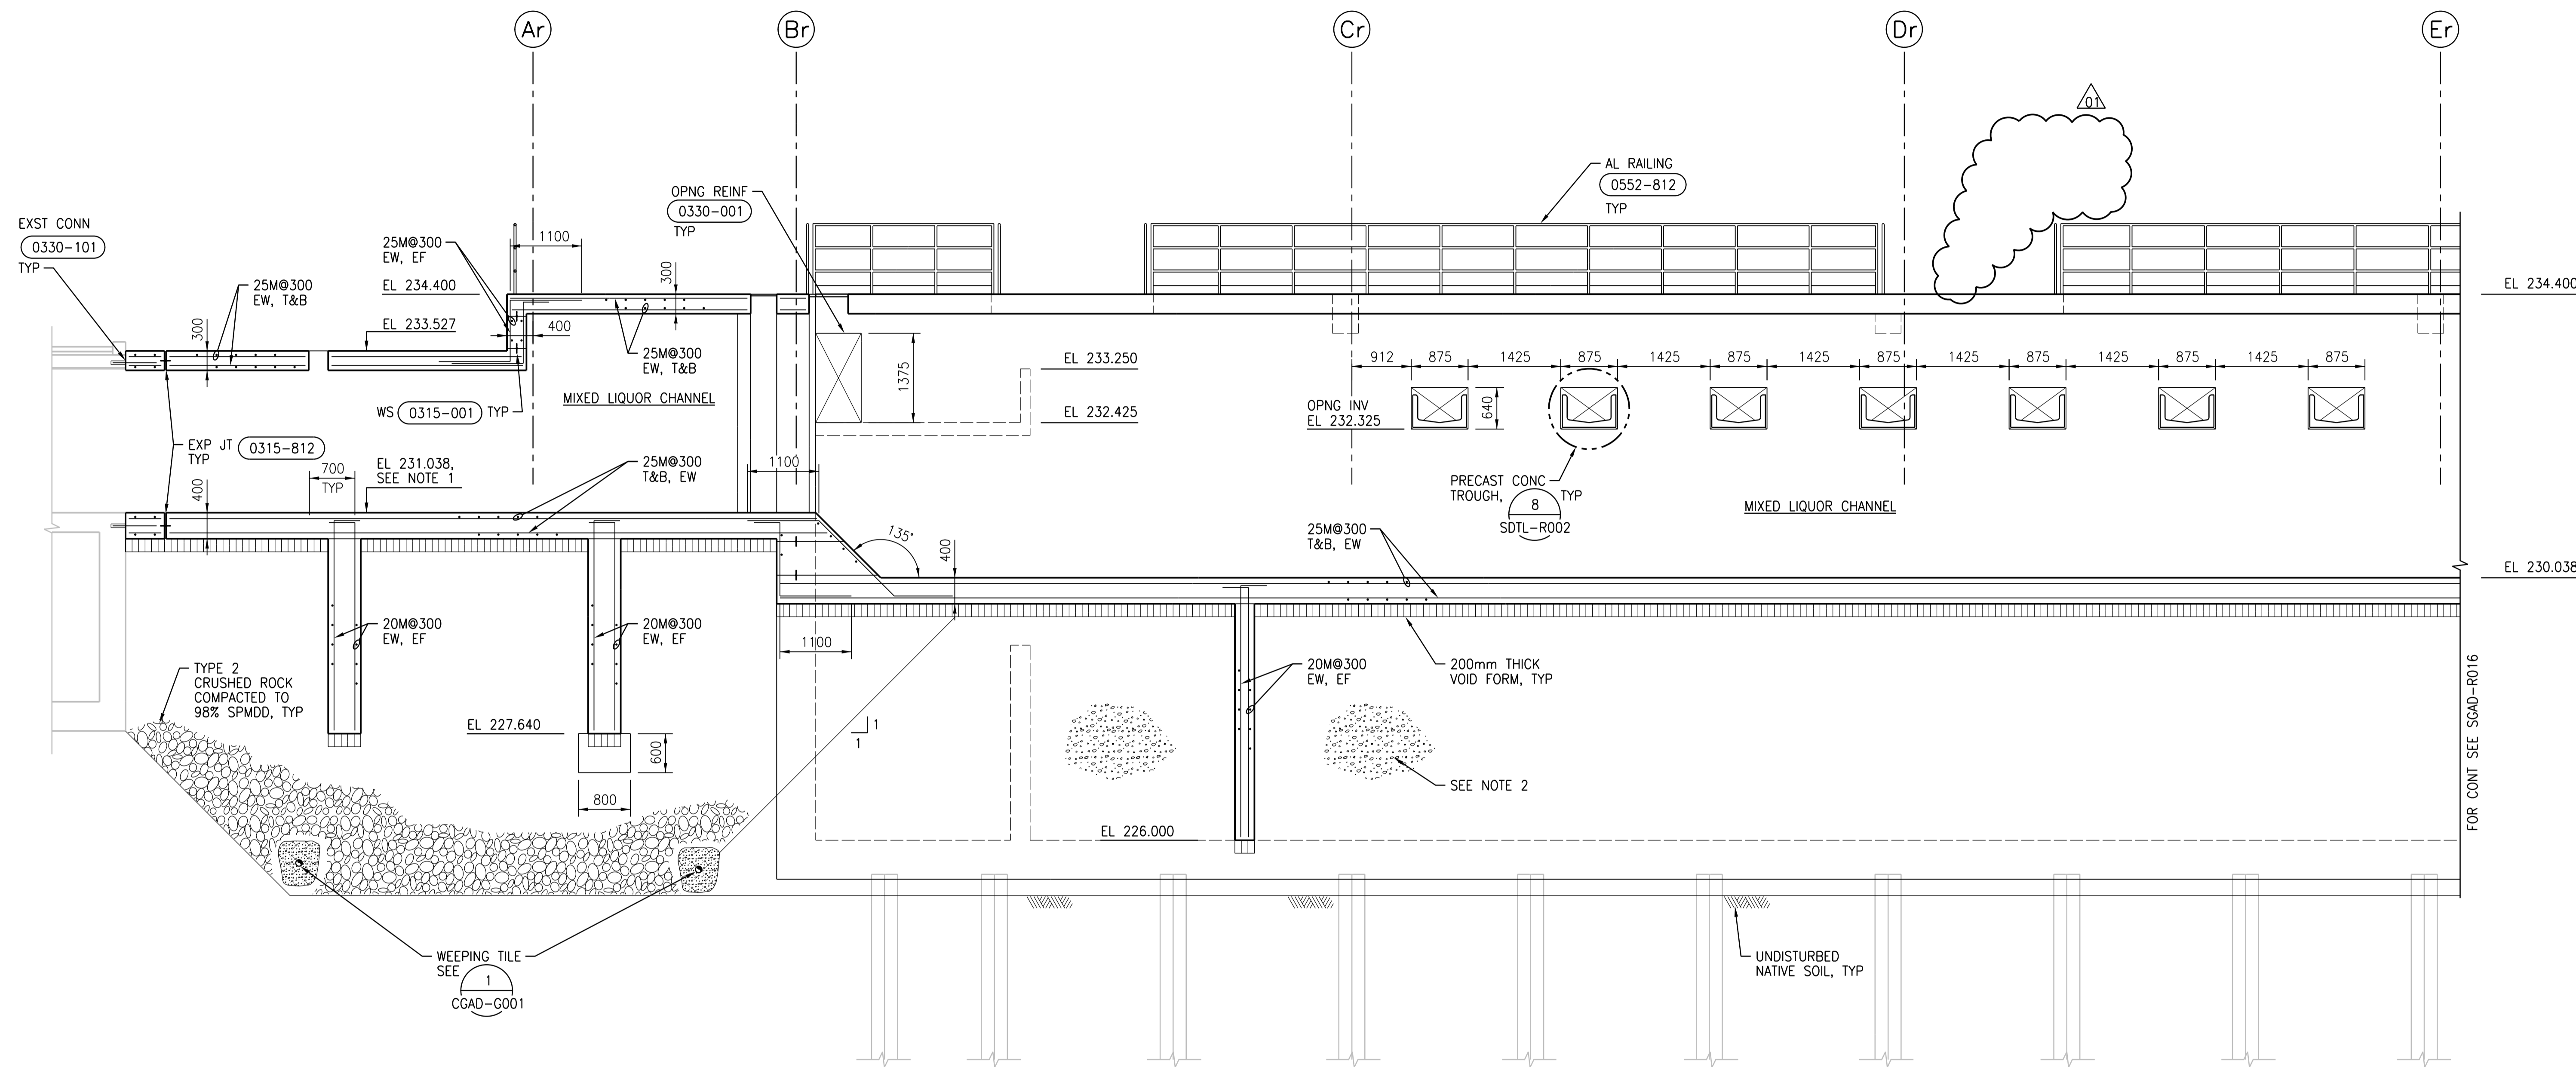 Ar
Br
Cr
Dr
Er
01
AL RAILING
0552-812
TYP
OPNG REINF
0330-001
TYP
EXST CONN
0330-101
TYP
25M@300
EW, EF
1100
300
EL 234.400
EL 234.400
25M@300
EW, T&B
300
EL 233.527
400
25M@300
EW, T&B
WS 0315-001 TYP
MIXED LIQUOR CHANNEL
1375
EL 233.250
EL 232.425
912
875
1425
875
1425
875
1425
875
1425
875
1425
875
1425
875
OPNG INV
EL 232.325
640
EXP JT 0315-812
TYP
700
TYP
400
EL 231.038,
SEE NOTE 1
25M@300
T&B, EW
1100
PRECAST CONC
TROUGH, TYP
8
SDTL-R002
MIXED LIQUOR CHANNEL
135°
400
25M@300
T&B, EW
EL 230.038
20M@300
EW, EF
20M@300
EW, EF
1100
TYPE 2
CRUSHED ROCK
COMPACTED TO
98% SPMDD, TYP
20M@300
EW, EF
200mm THICK
VOID FORM, TYP
EL 227.640
600
800
1
1
SEE NOTE 2
EL 226.000
FOR CONT SEE SGAD-R016
WEEPING TILE
SEE
1
CGAD-G001
UNDISTURBED
NATIVE SOIL, TYP